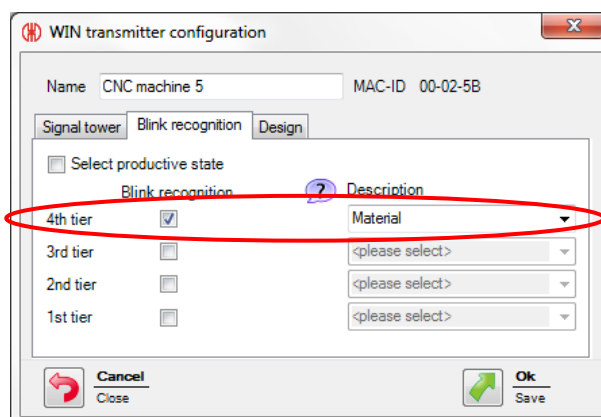 WIN transmitter configuration
Name CNC machine 5 MAC-ID 00-02-5B
Signal tower Blink recognition Design
Select productive state
Blink recognition ? Description
4th tier Material
3rd tier <please select>
2nd tier <please select>
1st tier <please select>
Cancel Ok
Close Save